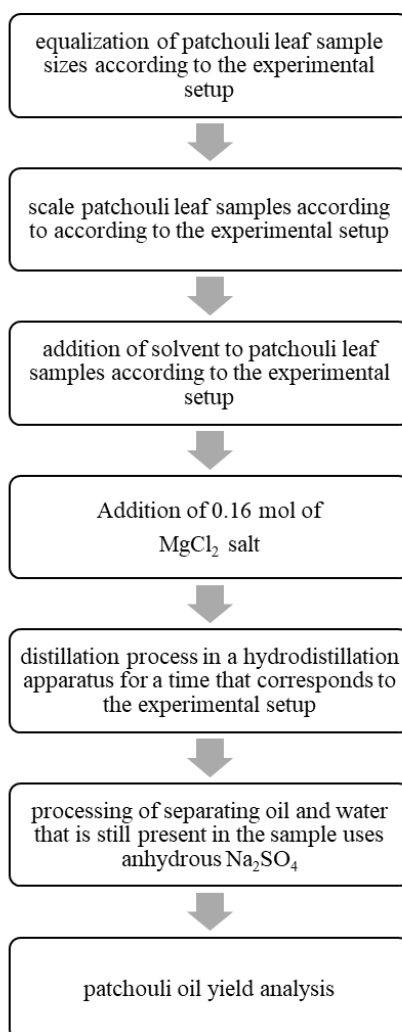 equalization of patchouli leaf sample
sizes according to the experimental
setup
scale patchouli leaf samples according
to according to the experimental setup
addition of solvent to patchouli leaf
samples according to the experimental
setup
Addition of 0.16 mol of
MgCl₂ salt
distillation process in a hydrodistillation
apparatus for a time that corresponds to
the experimental setup
processing of separating oil and water
that is still present in the sample uses
anhydrous Na₂SO₄
patchouli oil yield analysis